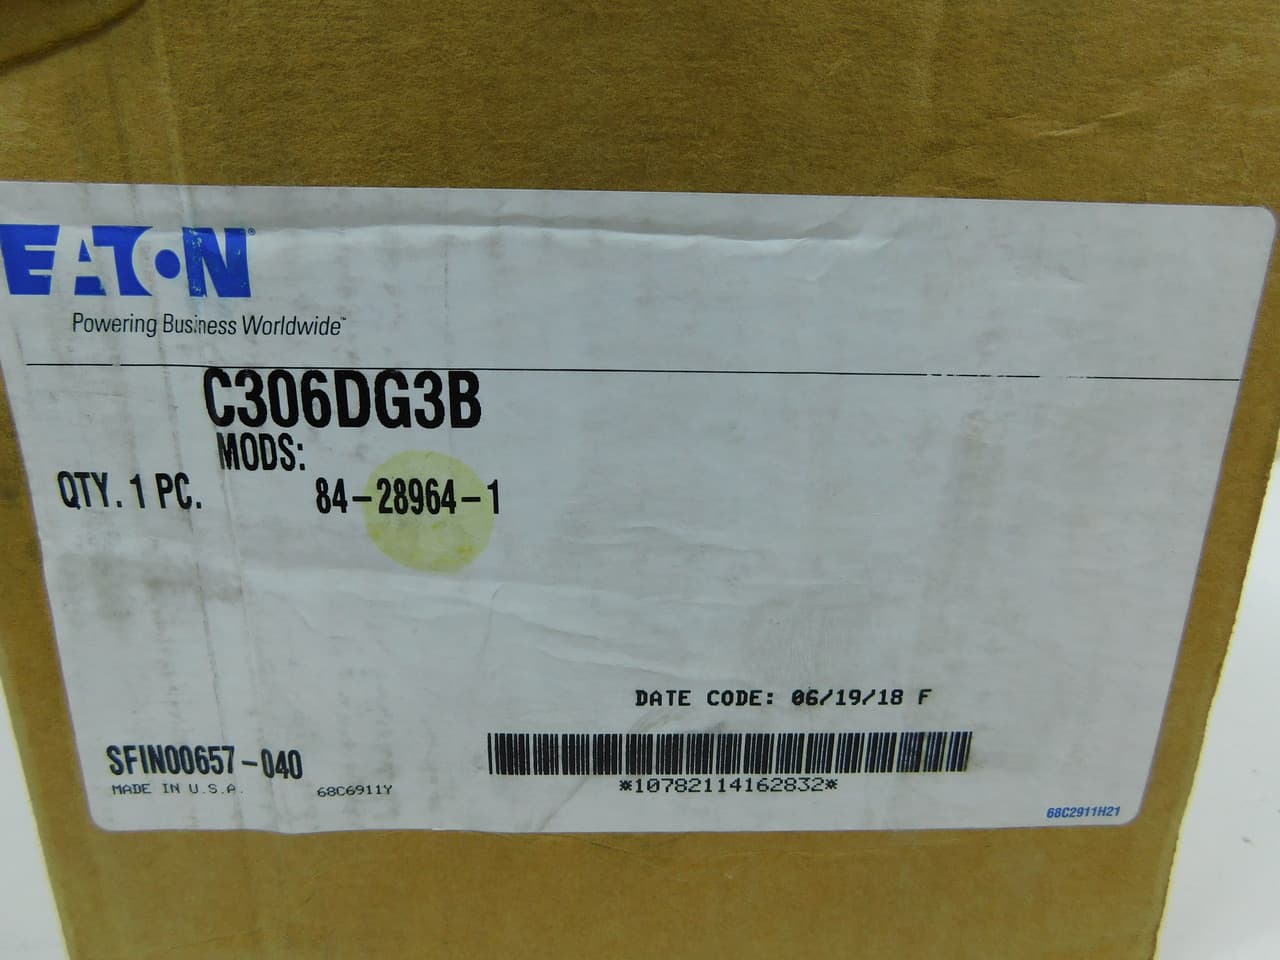 EATON®
Powering Business Worldwide™
C306DG3B
MODS:
QTY. 1 PC. 84-28964-1
DATE CODE: 06/19/18 F
SFIN00657-040
*10782114162832*
MADE IN U.S.A. 68C6911Y
68C2911H21